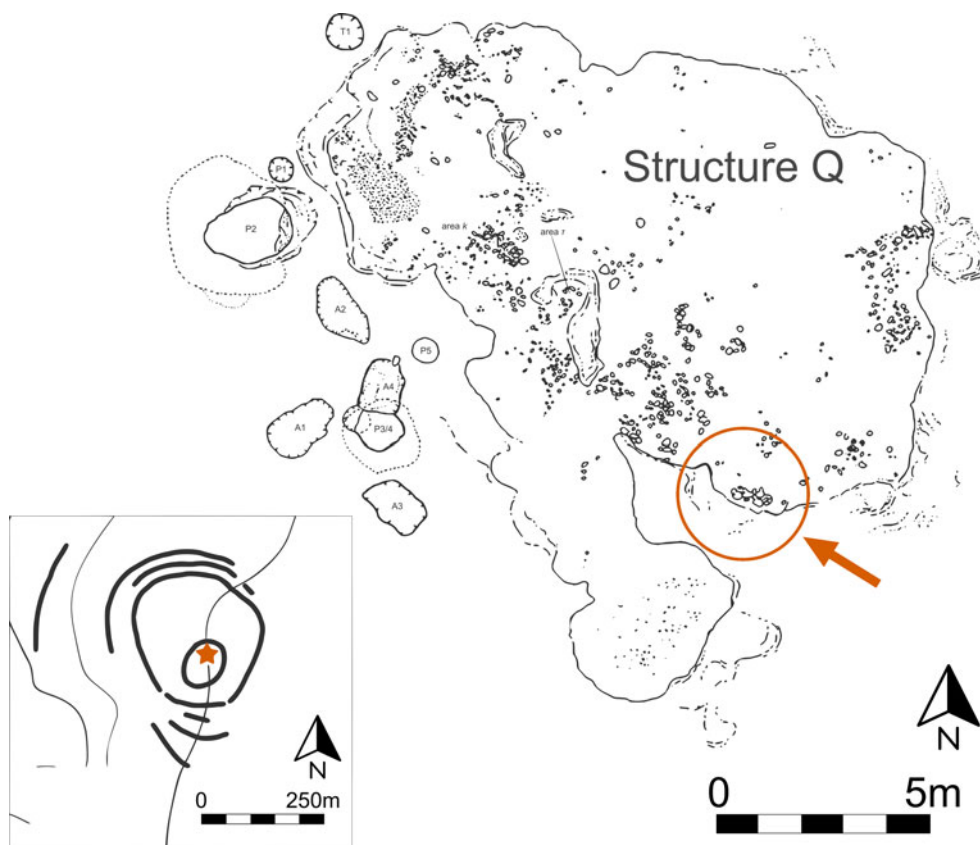 T1
Structure Q
P1
P2
area k
area r
A2
P5
A4
A1
P3/4
A3
N
0 250m
N
0 5m